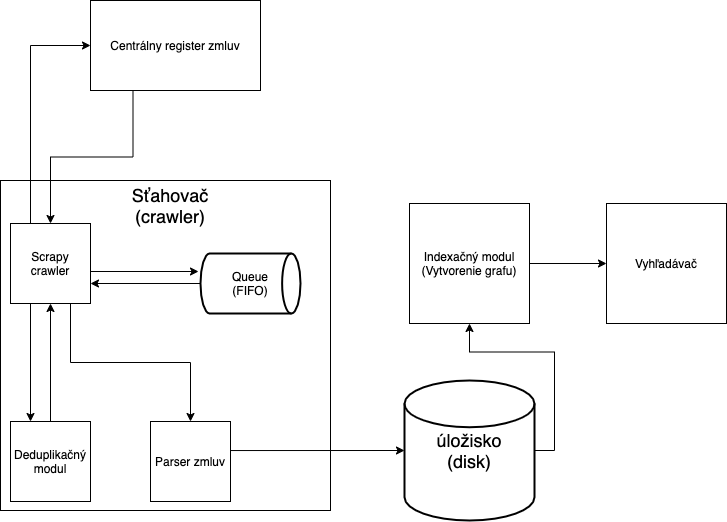 Centrálny register zmluv
Sťahovač
(crawler)
Scrapy
crawler
Queue
(FIFO)
Indexačný modul
(Vytvorenie grafu)
Vyhľadávač
Deduplikačný
modul
Parser zmluv
úložisko
(disk)